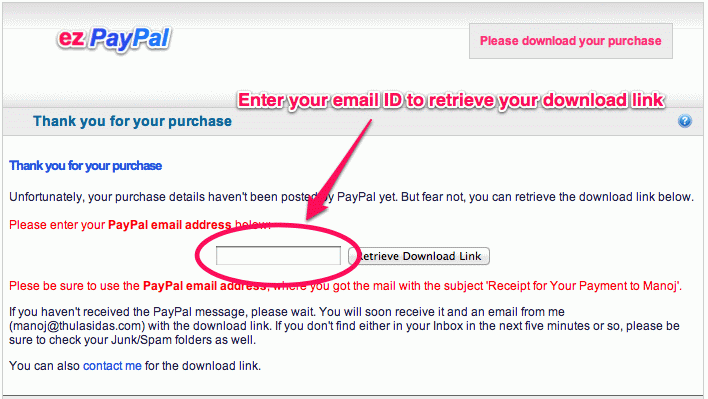 ez PayPal
Please download your purchase
Enter your email ID to retrieve your download link
Thank you for your purchase
?
Thank you for your purchase
Unfortunately, your purchase details haven't been posted by PayPal yet. But fear not, you can retrieve the download link below.
Please enter your PayPal email address below:
Retrieve Download Link
Plese be sure to use the PayPal email address, where you got the mail with the subject 'Receipt for Your Payment to Manoj'.
If you haven't received the PayPal message, please wait. You will soon receive it and an email from me
(manoj@thulasidas.com) with the download link. If you don't find either in your Inbox in the next five minutes or so, please be
sure to check your Junk/Spam folders as well.
You can also contact me for the download link.